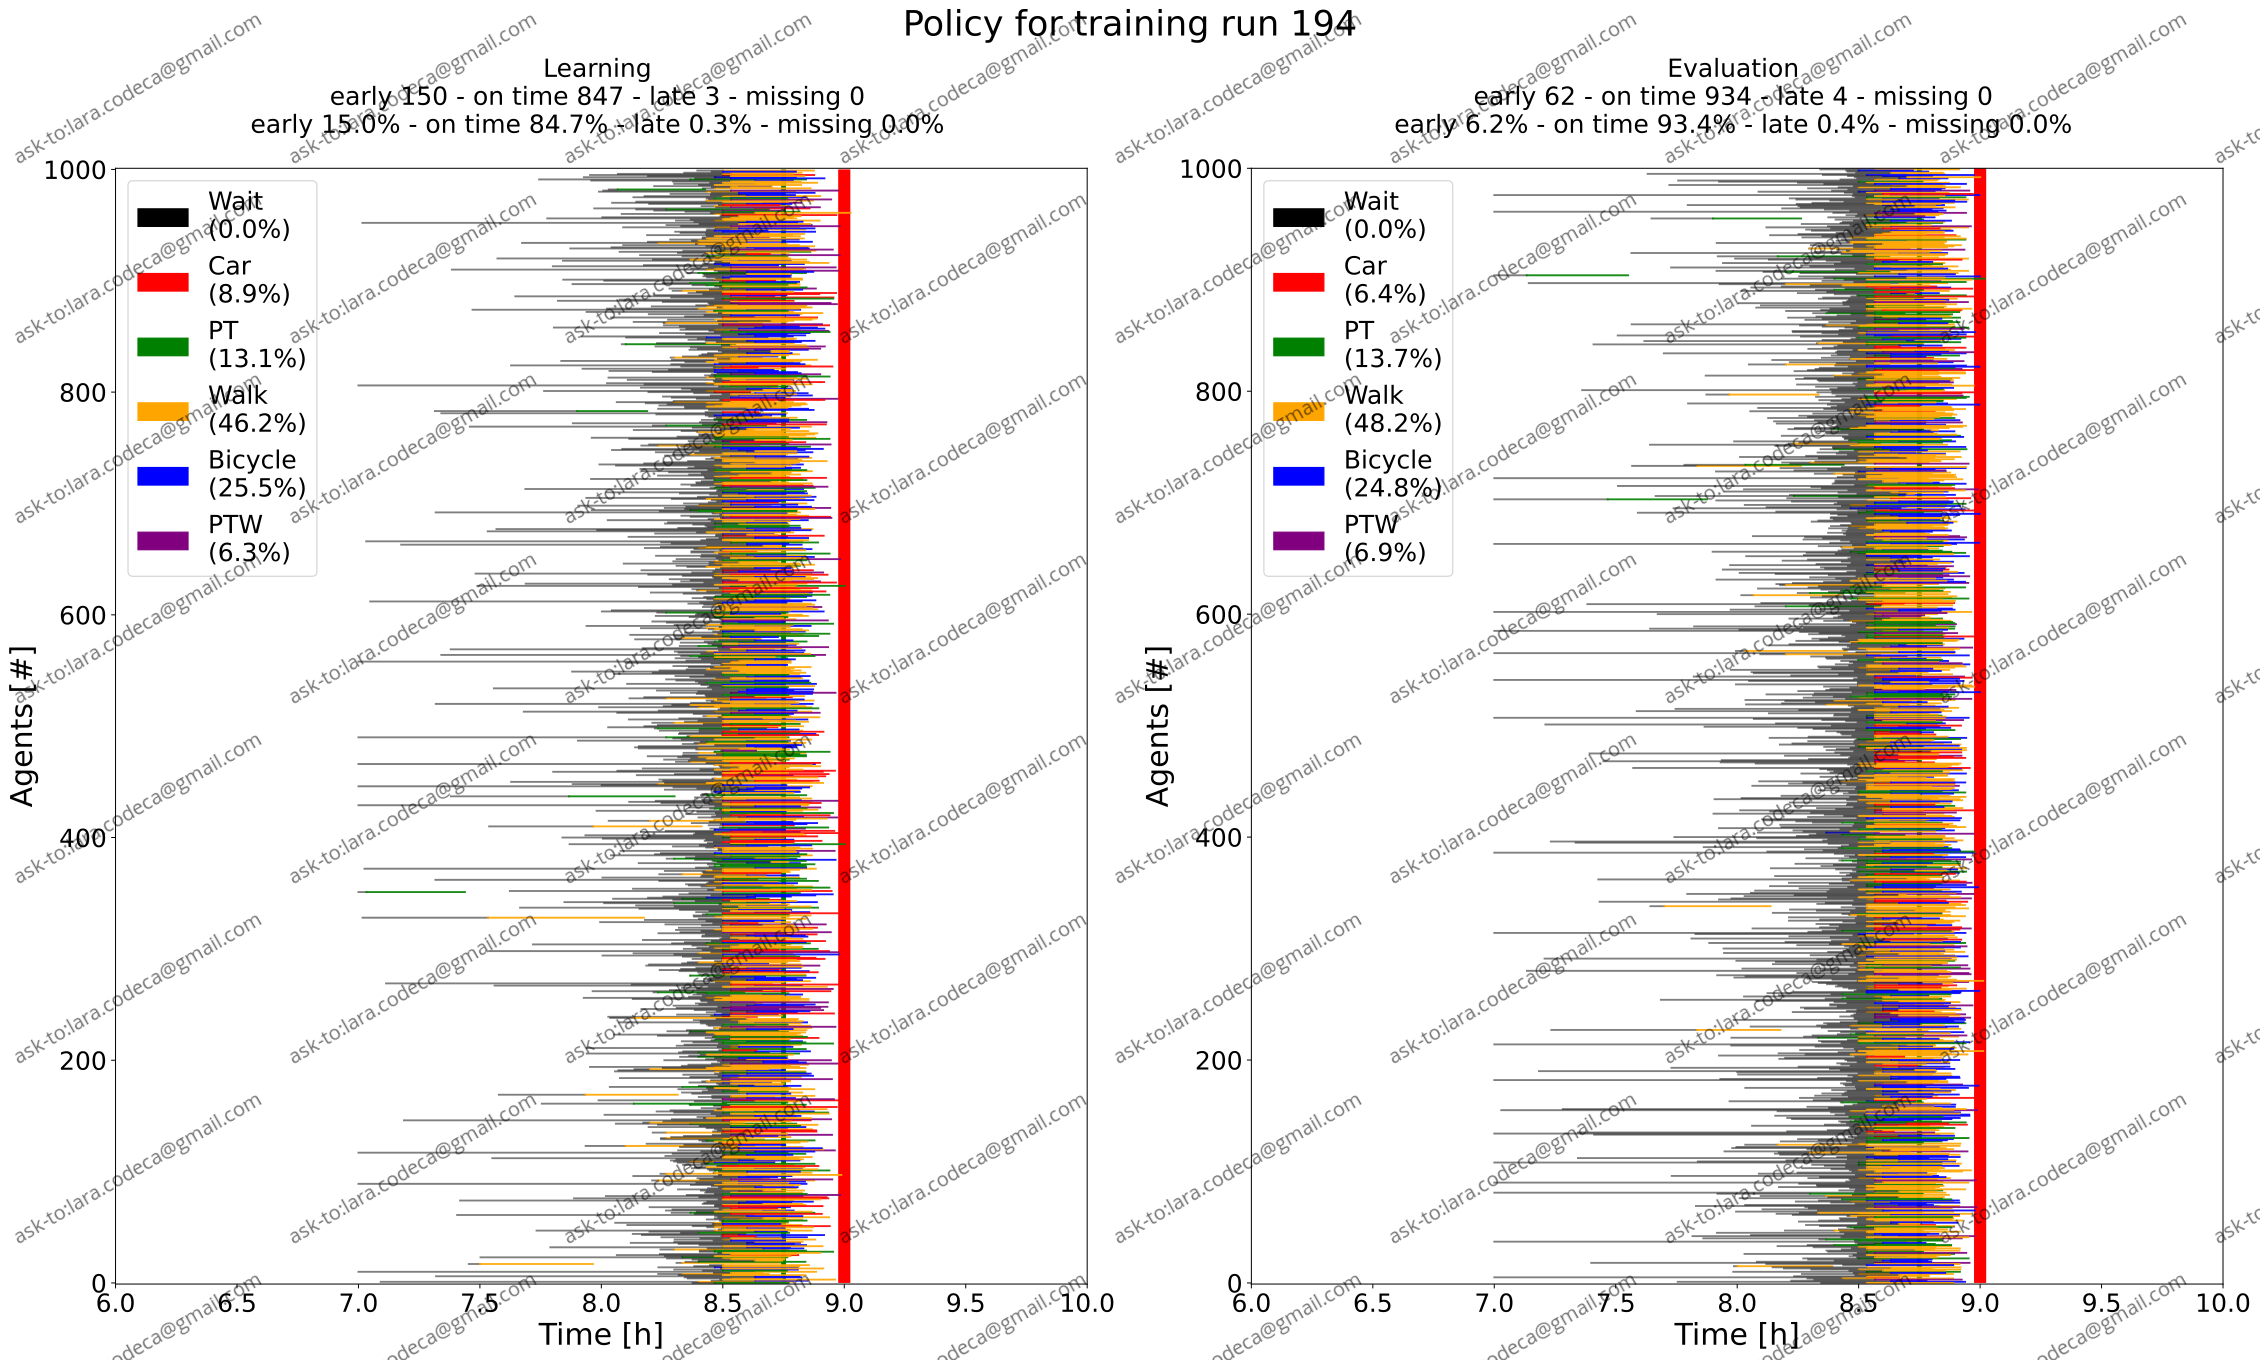 Policy for training run 194
Learning
early 150 - on time 847 - late 3 - missing 0
early 15.0% - on time 84.7% - late 0.3% - missing 0.0%
Agents [#]
1000
800
600
400
200
0
Wait
(0.0%)
Car
(8.9%)
PT
(13.1%)
Walk
(46.2%)
Bicycle
(25.5%)
PTW
(6.3%)
6.0 6.5 7.0 7.5 8.0 8.5 9.0 9.5 10.0
Time [h]
Evaluation
early 62 - on time 934 - late 4 - missing 0
early 6.2% - on time 93.4% - late 0.4% - missing 0.0%
Agents [#]
1000
800
600
400
200
0
Wait
(0.0%)
Car
(6.4%)
PT
(13.7%)
Walk
(48.2%)
Bicycle
(24.8%)
PTW
(6.9%)
6.0 6.5 7.0 7.5 8.0 8.5 9.0 9.5 10.0
Time [h]
ask-to:lara.codeca@gmail.com